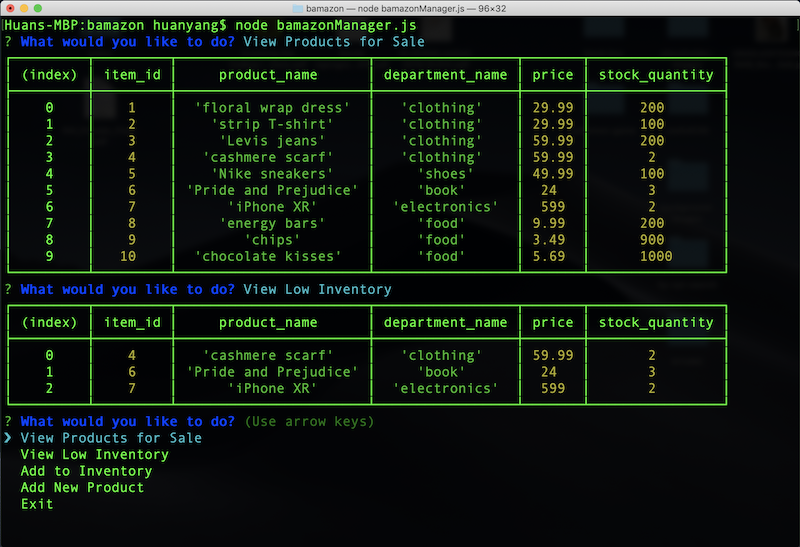 bamazon — node bamazonManager.js — 96×32
Huans-MBP:bamazon huanyang$ node bamazonManager.js
? What would you like to do? View Products for Sale
(index) item_id product_name department_name price stock_quantity
0 1 'floral wrap dress' 'clothing' 29.99 200
1 2 'strip T-shirt' 'clothing' 29.99 100
2 3 'Levis jeans' 'clothing' 59.99 200
3 4 'cashmere scarf' 'clothing' 59.99 2
4 5 'Nike sneakers' 'shoes' 49.99 100
5 6 'Pride and Prejudice' 'book' 24 3
6 7 'iPhone XR' 'electronics' 599 2
7 8 'energy bars' 'food' 9.99 200
8 9 'chips' 'food' 3.49 900
9 10 'chocolate kisses' 'food' 5.69 1000
? What would you like to do? View Low Inventory
(index) item_id product_name department_name price stock_quantity
0 4 'cashmere scarf' 'clothing' 59.99 2
1 6 'Pride and Prejudice' 'book' 24 3
2 7 'iPhone XR' 'electronics' 599 2
? What would you like to do? (Use arrow keys)
❯ View Products for Sale
View Low Inventory
Add to Inventory
Add New Product
Exit